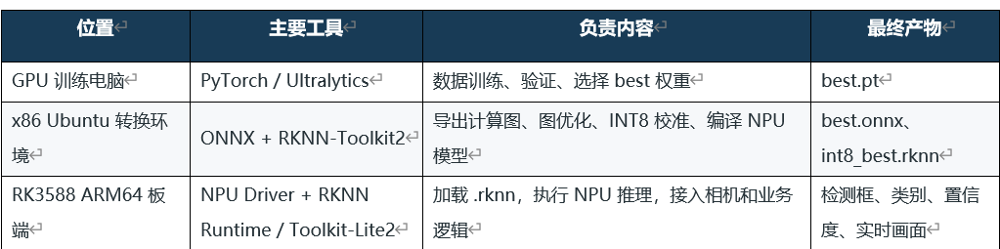 位置 主要工具 负责内容 最终产物
GPU 训练电脑 PyTorch / Ultralytics 数据训练、验证、选择 best 权重 best.pt
x86 Ubuntu 转换环境 ONNX + RKNN-Toolkit2 导出计算图、图优化、INT8 校准、编译 NPU 模型 best.onnx、int8_best.rknn
RK3588 ARM64 板端 NPU Driver + RKNN Runtime / Toolkit-Lite2 加载 .rknn，执行 NPU 推理，接入相机和业务逻辑 检测框、类别、置信度、实时画面